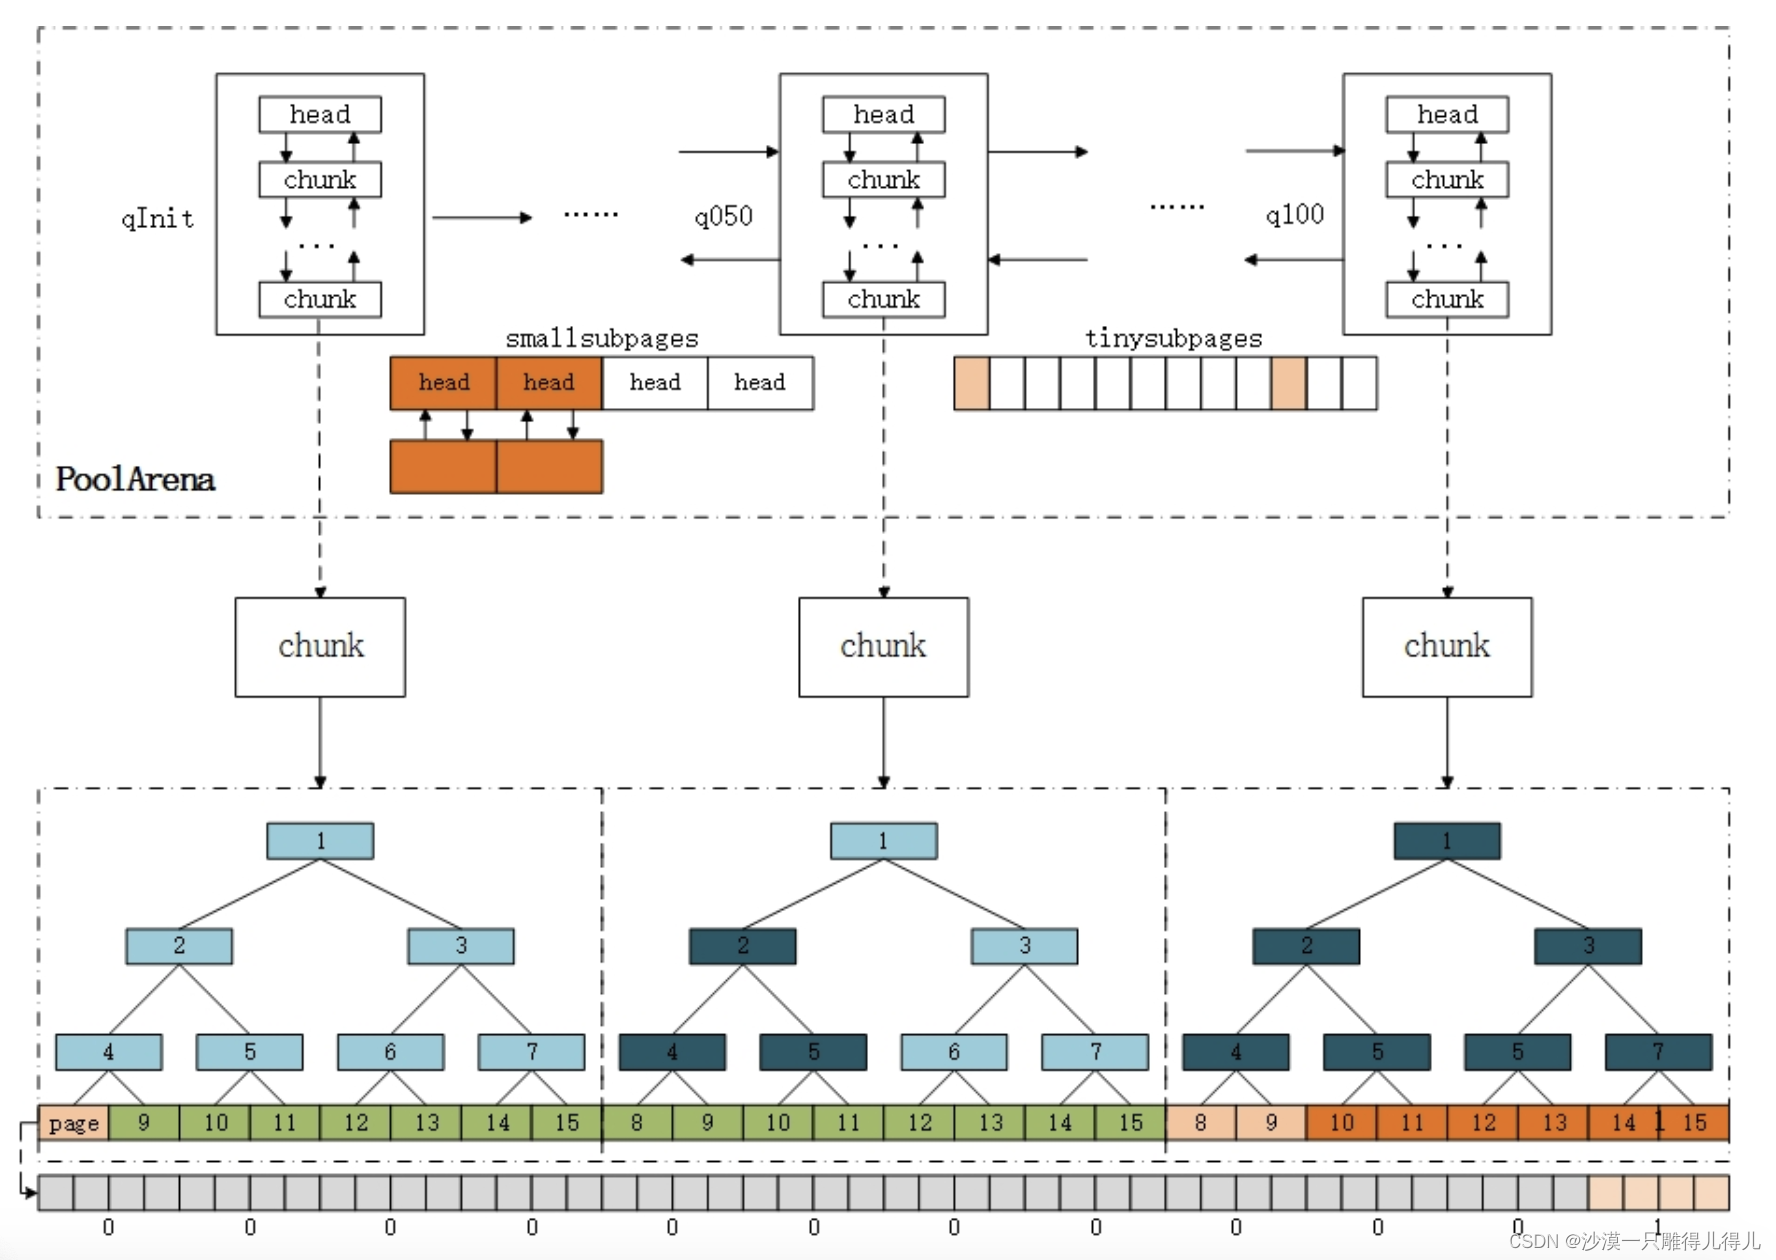 head head head
chunk chunk chunk
qInit ...... q050 ...... q100
... ... ...
chunk chunk chunk
smallsubpages tinysubpages
head head head head
PoolArena
chunk chunk chunk
1 1 1
2 3 2 3 2 3
4 5 6 7 4 5 6 7 4 5 5 7
page 9 10 11 12 13 14 15 8 9 10 11 12 13 14 15 8 9 10 11 12 13 14 1 15
0 0 0 0 0 0 0 0 0 0 0 1
CSDN @沙漠一只雕得儿得儿